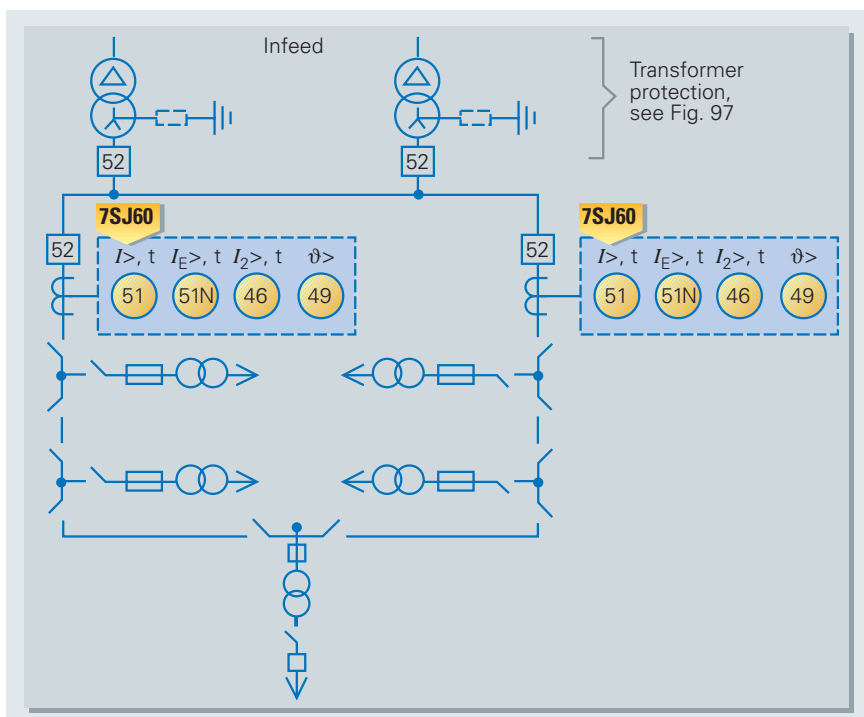 Infeed
Transformer
protection,
see Fig. 97
52
52
7SJ60
7SJ60
52
I>, t IE>, t I2>, t ϑ>
51 51N 46 49
52
I>, t IE>, t I2>, t ϑ>
51 51N 46 49